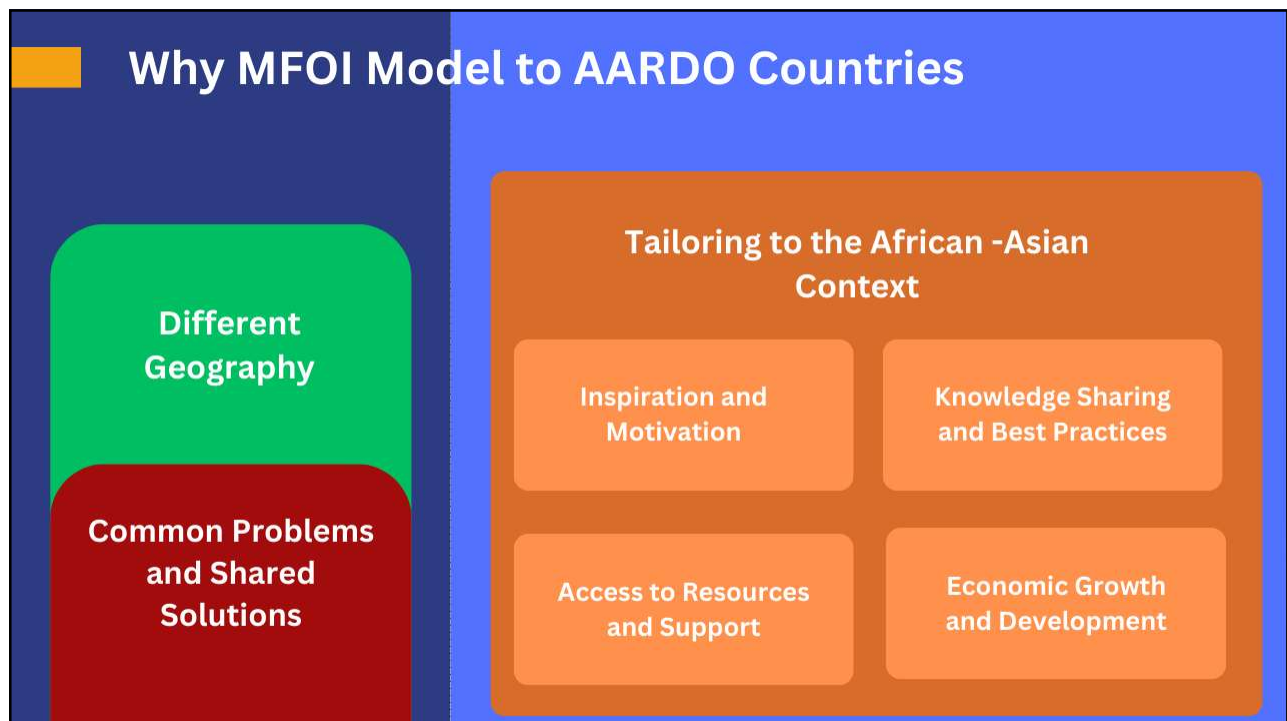 Why MFOI Model to AARDO Countries
Different
Geography
Common Problems
and Shared
Solutions
Tailoring to the African -Asian
Context
Inspiration and
Motivation
Knowledge Sharing
and Best Practices
Access to Resources
and Support
Economic Growth
and Development